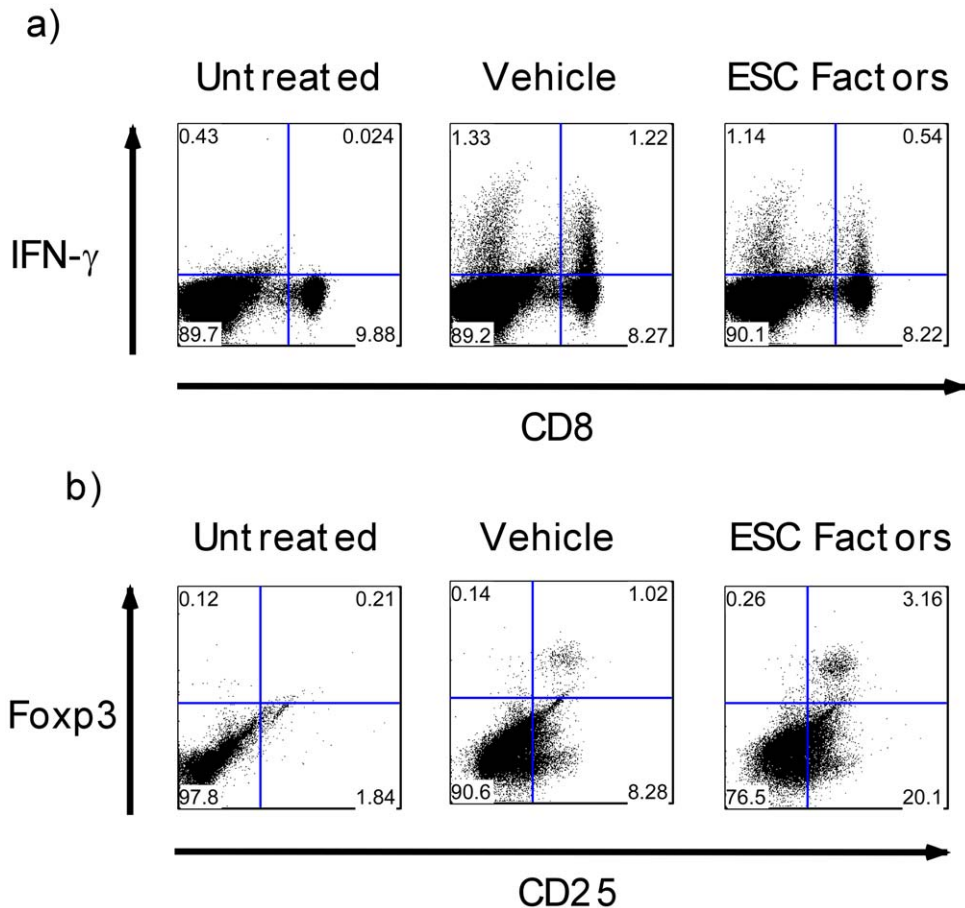 a)
Untreated Vehicle ESC Factors
0.43 0.024 1.33 1.22 1.14 0.54
IFN-γ
89.7 9.88 89.2 8.27 90.1 8.22
CD8
b)
Untreated Vehicle ESC Factors
0.12 0.21 0.14 1.02 0.26 3.16
Foxp3
97.8 1.84 90.6 8.28 76.5 20.1
CD25